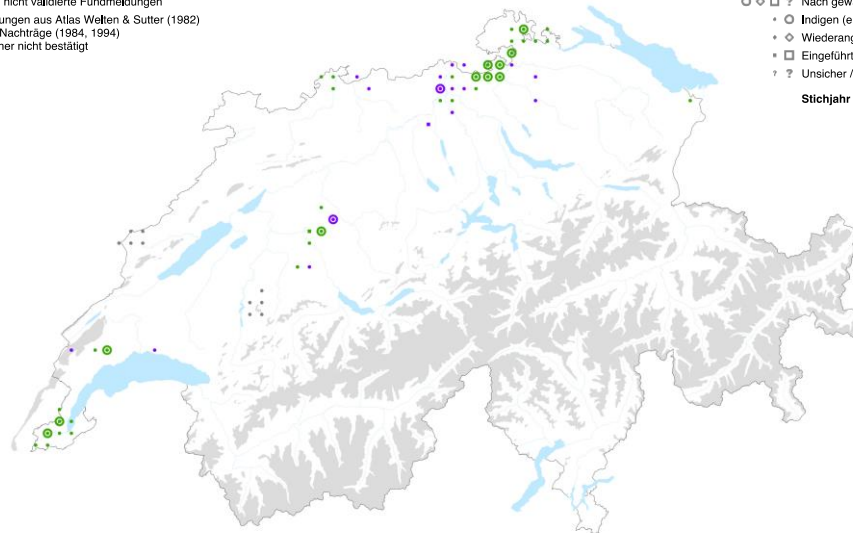 nicht validierte Fundmeldungen
ungen aus Atlas Welten & Sutter (1982)
Nachträge (1984, 1994)
er nicht bestätigt
Nach gew
Indigen (e
Wiederang
Eingeführt
? ? Unsicher /
Stichjahr